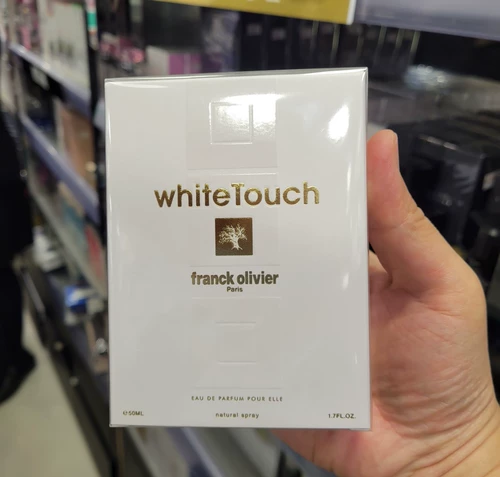 whiteTouch
franck olivier
Paris
EAU DE PARFUM POUR ELLE
℮50ML. natural spray 1.7FL.OZ.